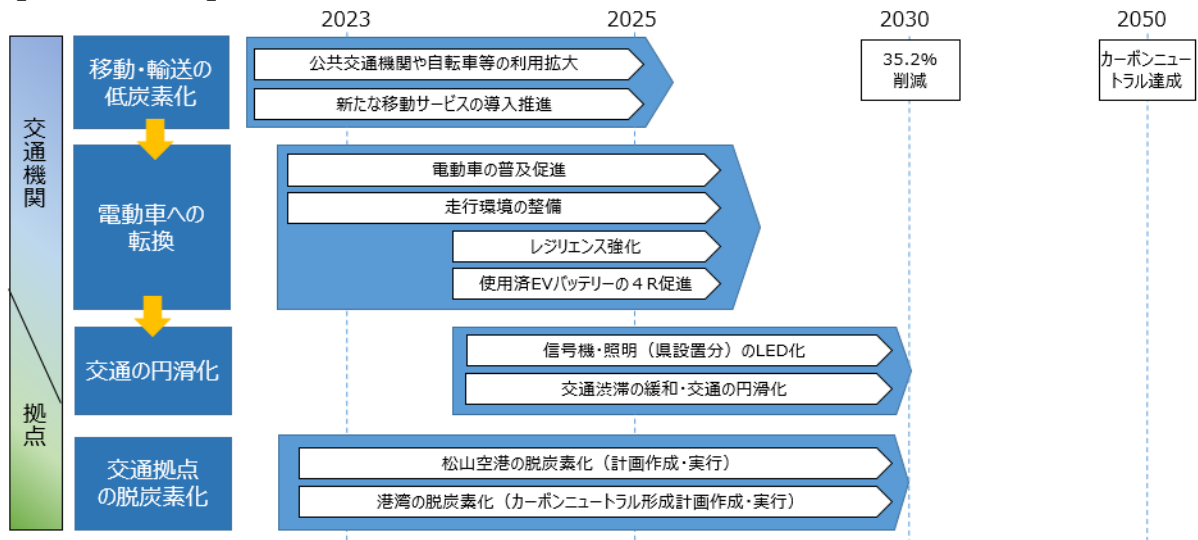 2023
2025
2030
2050
交通機関
拠点
移動・輸送の
低炭素化
公共交通機関や自転車等の利用拡大
新たな移動サービスの導入推進
35.2%
削減
カーボンニュー
トラル達成
電動車への
転換
電動車の普及促進
走行環境の整備
レジリエンス強化
使用済EVバッテリーの４R促進
交通の円滑化
信号機・照明（県設置分）のLED化
交通渋滞の緩和・交通の円滑化
交通拠点
の脱炭素化
松山空港の脱炭素化（計画作成・実行）
港湾の脱炭素化（カーボンニュートラル形成計画作成・実行）